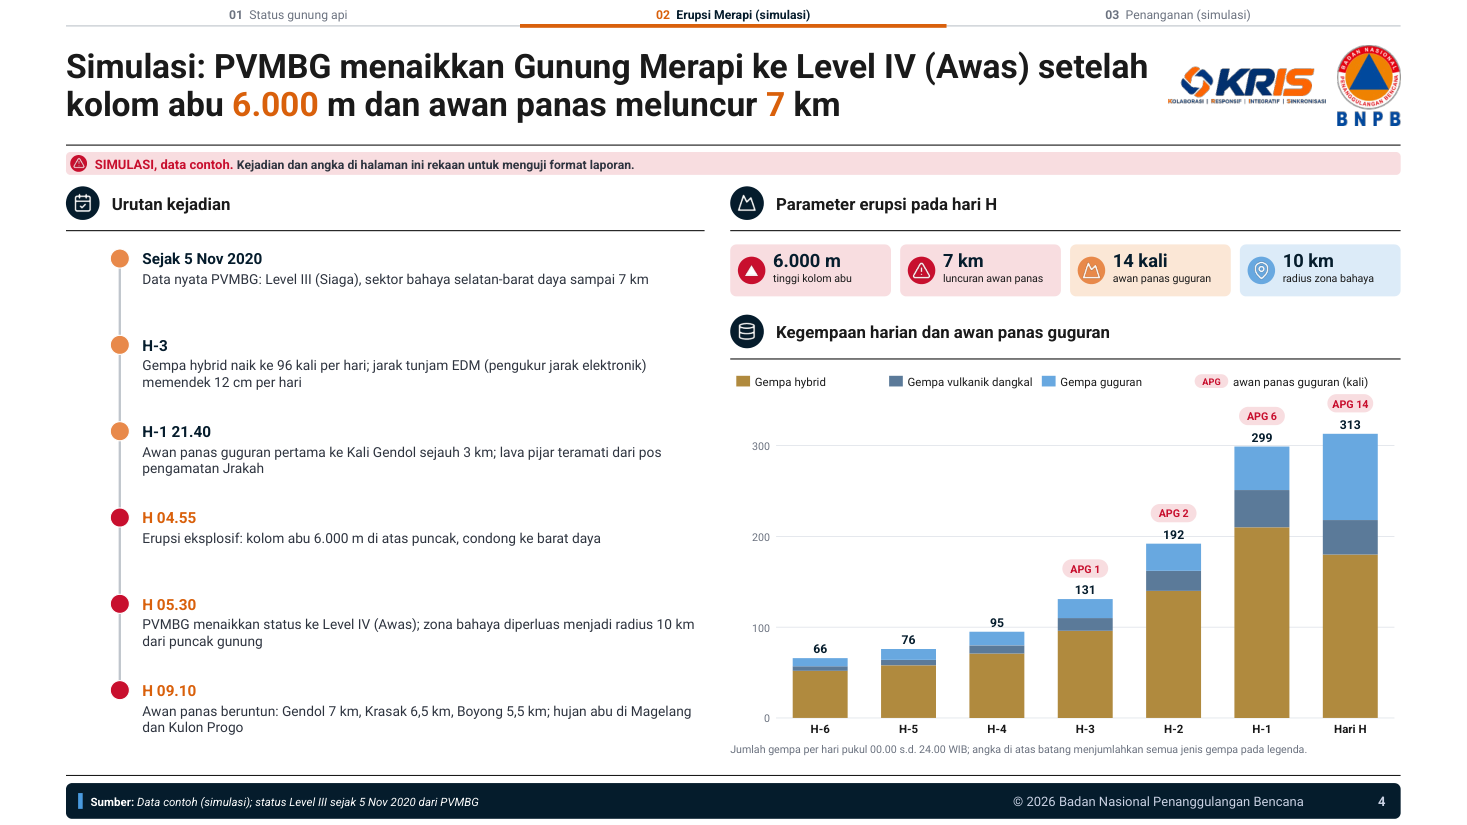 01 Status gunung api
02 Erupsi Merapi (simulasi)
03 Penanganan (simulasi)
Simulasi: PVMBG menaikkan Gunung Merapi ke Level IV (Awas) setelah
kolom abu 6.000 m dan awan panas meluncur 7 km
KRIS
KOLABORASI | RESPONSIF | INTEGRATIF | SINKRONISASI
BADAN NASIONAL
PENANGGULANGAN BENCANA
BNPB
SIMULASI, data contoh. Kejadian dan angka di halaman ini rekaan untuk menguji format laporan.
Urutan kejadian
Sejak 5 Nov 2020
Data nyata PVMBG: Level III (Siaga), sektor bahaya selatan-barat daya sampai 7 km
H-3
Gempa hybrid naik ke 96 kali per hari; jarak tunjam EDM (pengukur jarak elektronik)
memendek 12 cm per hari
H-1 21.40
Awan panas guguran pertama ke Kali Gendol sejauh 3 km; lava pijar teramati dari pos
pengamatan Jrakah
H 04.55
Erupsi eksplosif: kolom abu 6.000 m di atas puncak, condong ke barat daya
H 05.30
PVMBG menaikkan status ke Level IV (Awas); zona bahaya diperluas menjadi radius 10 km
dari puncak gunung
H 09.10
Awan panas beruntun: Gendol 7 km, Krasak 6,5 km, Boyong 5,5 km; hujan abu di Magelang
dan Kulon Progo
Parameter erupsi pada hari H
6.000 m
tinggi kolom abu
7 km
luncuran awan panas
14 kali
awan panas guguran
10 km
radius zona bahaya
Kegempaan harian dan awan panas guguran
Gempa hybrid
Gempa vulkanik dangkal
Gempa guguran
APG awan panas guguran (kali)
300
200
100
0
66
76
95
APG 1
131
APG 2
192
APG 6
299
APG 14
313
H-6
H-5
H-4
H-3
H-2
H-1
Hari H
Jumlah gempa per hari pukul 00.00 s.d. 24.00 WIB; angka di atas batang menjumlahkan semua jenis gempa pada legenda.
Sumber: Data contoh (simulasi); status Level III sejak 5 Nov 2020 dari PVMBG
© 2026 Badan Nasional Penanggulangan Bencana
4